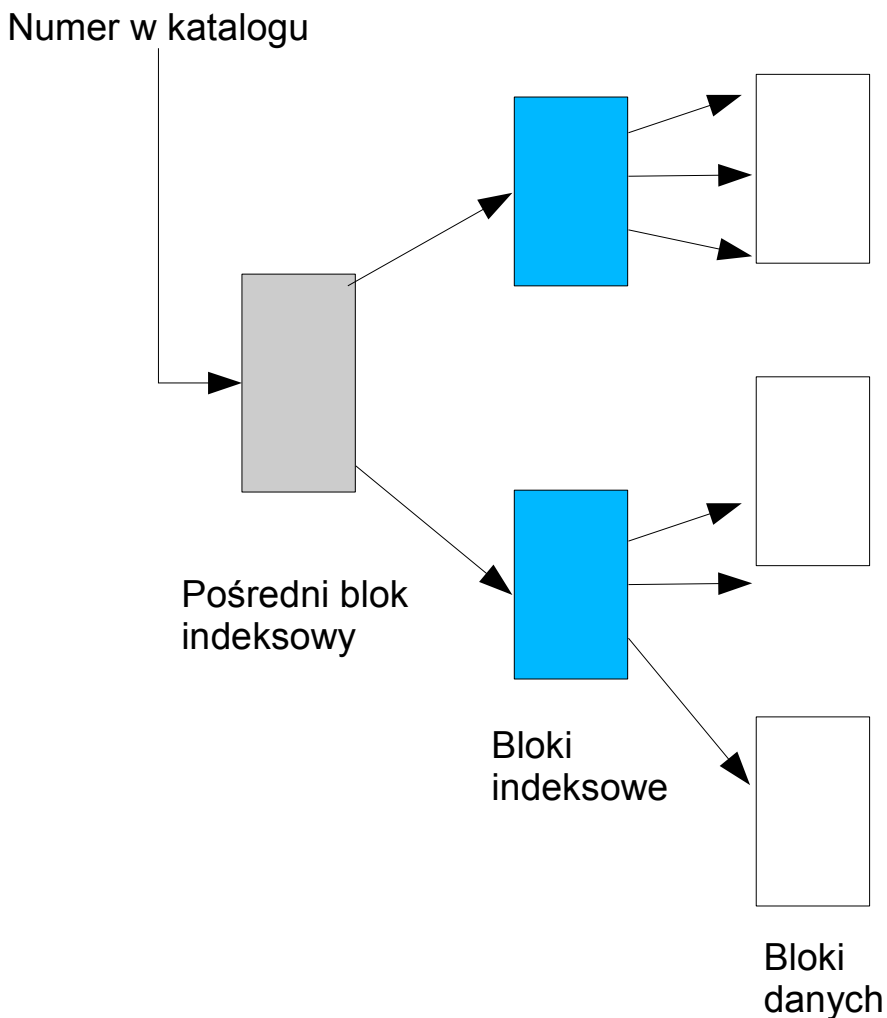 Numer w katalogu
Pośredni blok
indeksowy
Bloki
indeksowe
Bloki
danych